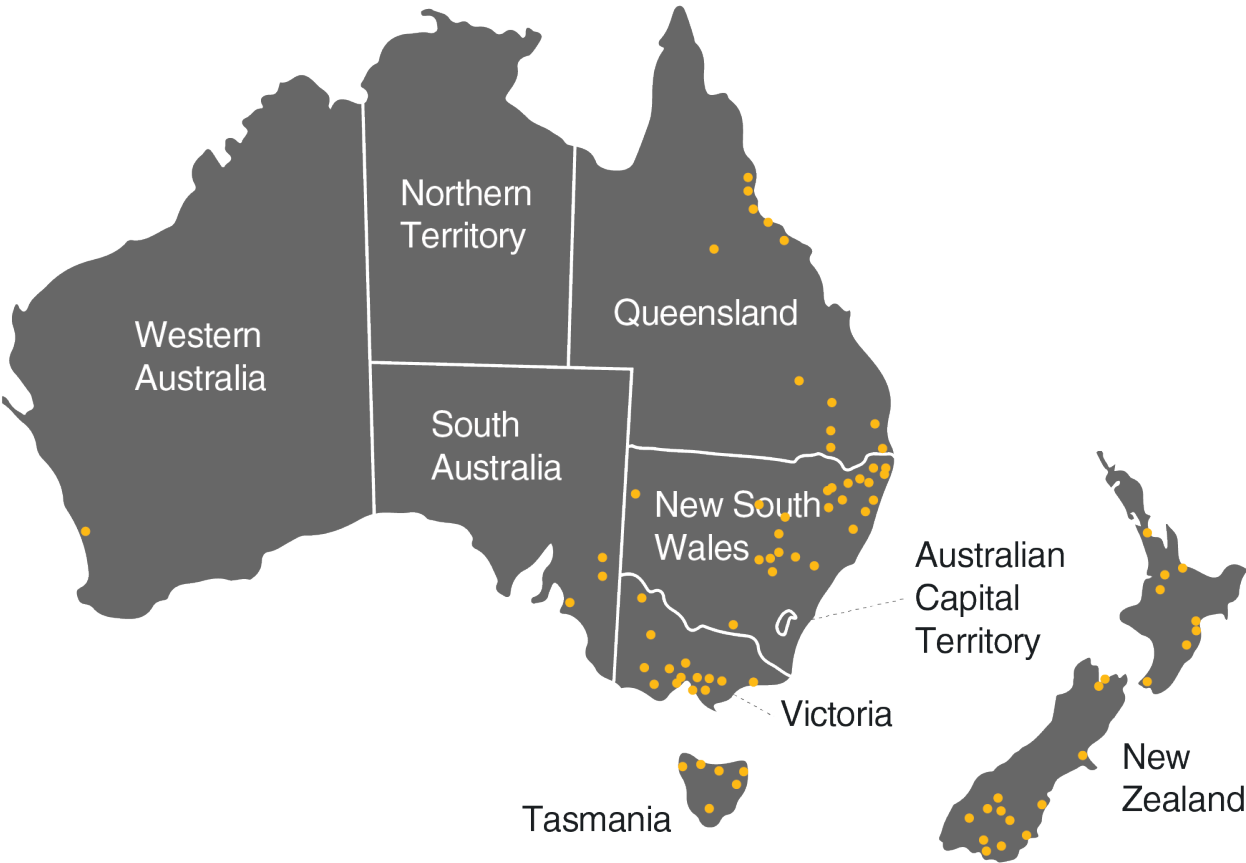 Northern
Territory
Queensland
Western
Australia
South
Australia
New South
Wales
Australian
Capital
Territory
Victoria
New
Zealand
Tasmania